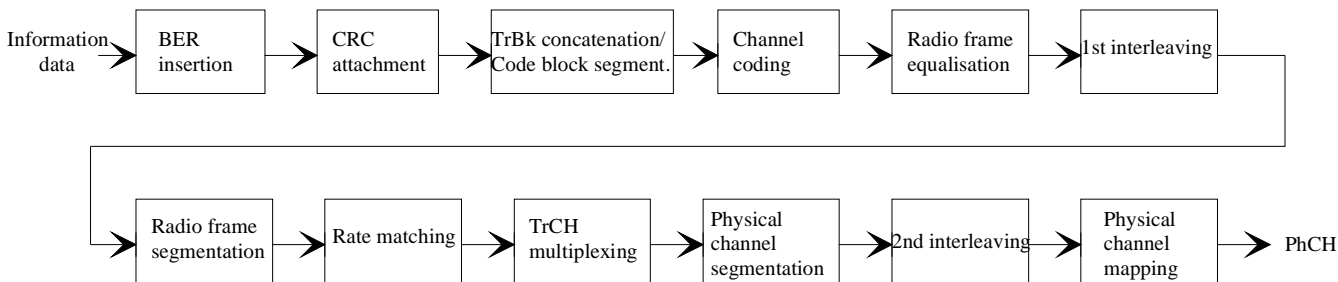 Information
data
BER
insertion
CRC
attachment
TrBk concatenation/
Code block segment.
Channel
coding
Radio frame
equalisation
1st interleaving
Radio frame
segmentation
Rate matching
TrCH
multiplexing
Physical
channel
segmentation
2nd interleaving
Physical
channel
mapping
PhCH